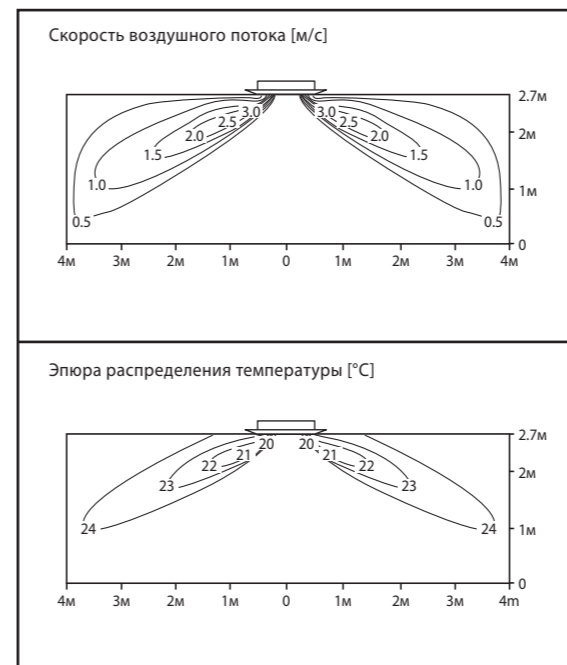 Скорость воздушного потока [м/с]
2.7м
3.0 3.0
2.5 2.5
2м
2.0 2.0
1.5 1.5
1.0 1.0
1м
0.5 0.5
0
4м 3м 2м 1м 0 1м 2м 3м 4м
Эпюра распределения температуры [°C]
2.7м
20 20
21 21
22 22
2м
23 23
24 24
1м
0
4м 3м 2м 1м 0 1м 2м 3м 4m